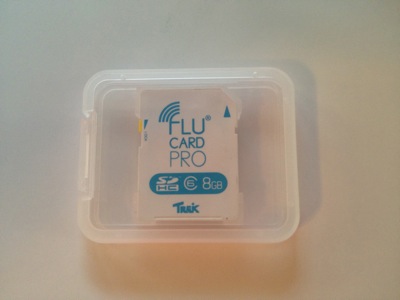 FLU®
CARD
PRO
SD HC 6 8GB
Trek